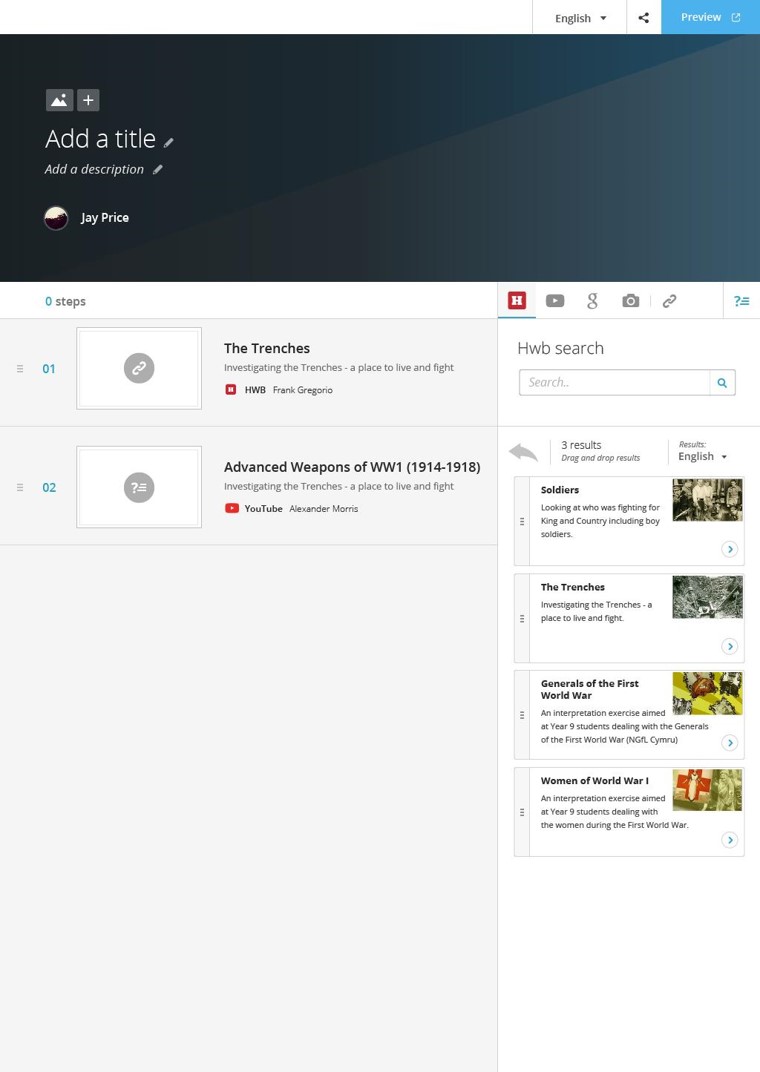 English
Preview
Add a title
Add a description
Jay Price
0 steps
H
g
?
Hwb search
Search..
01
The Trenches
Investigating the Trenches - a place to live and fight
H HWB Frank Gregorio
3 results
Drag and drop results
Results:
English
02
?
Advanced Weapons of WW1 (1914-1918)
Investigating the Trenches - a place to live and fight
YouTube Alexander Morris
Soldiers
Looking at who was fighting for
King and Country including boy
soldiers.
The Trenches
Investigating the Trenches - a
place to live and fight.
Generals of the First
World War
An interpretation exercise aimed
at Year 9 students dealing with the Generals
of the First World War (NGfL Cymru)
Women of World War I
An interpretation exercise aimed
at Year 9 students dealing with
the women during the First World War.